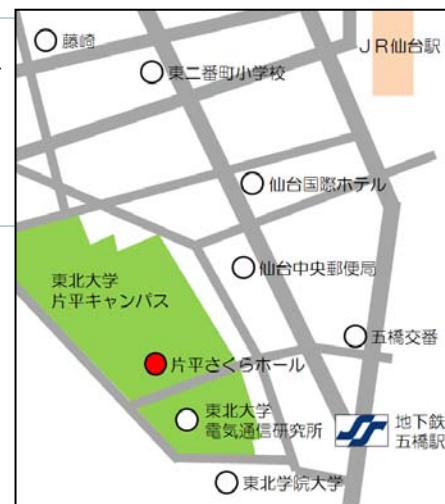 藤崎
JR仙台駅
東二番町小学校
仙台国際ホテル
仙台中央郵便局
東北大学
片平キャンパス
五橋交番
片平さくらホール
東北大学
電気通信研究所
地下鉄
五橋駅
東北学院大学